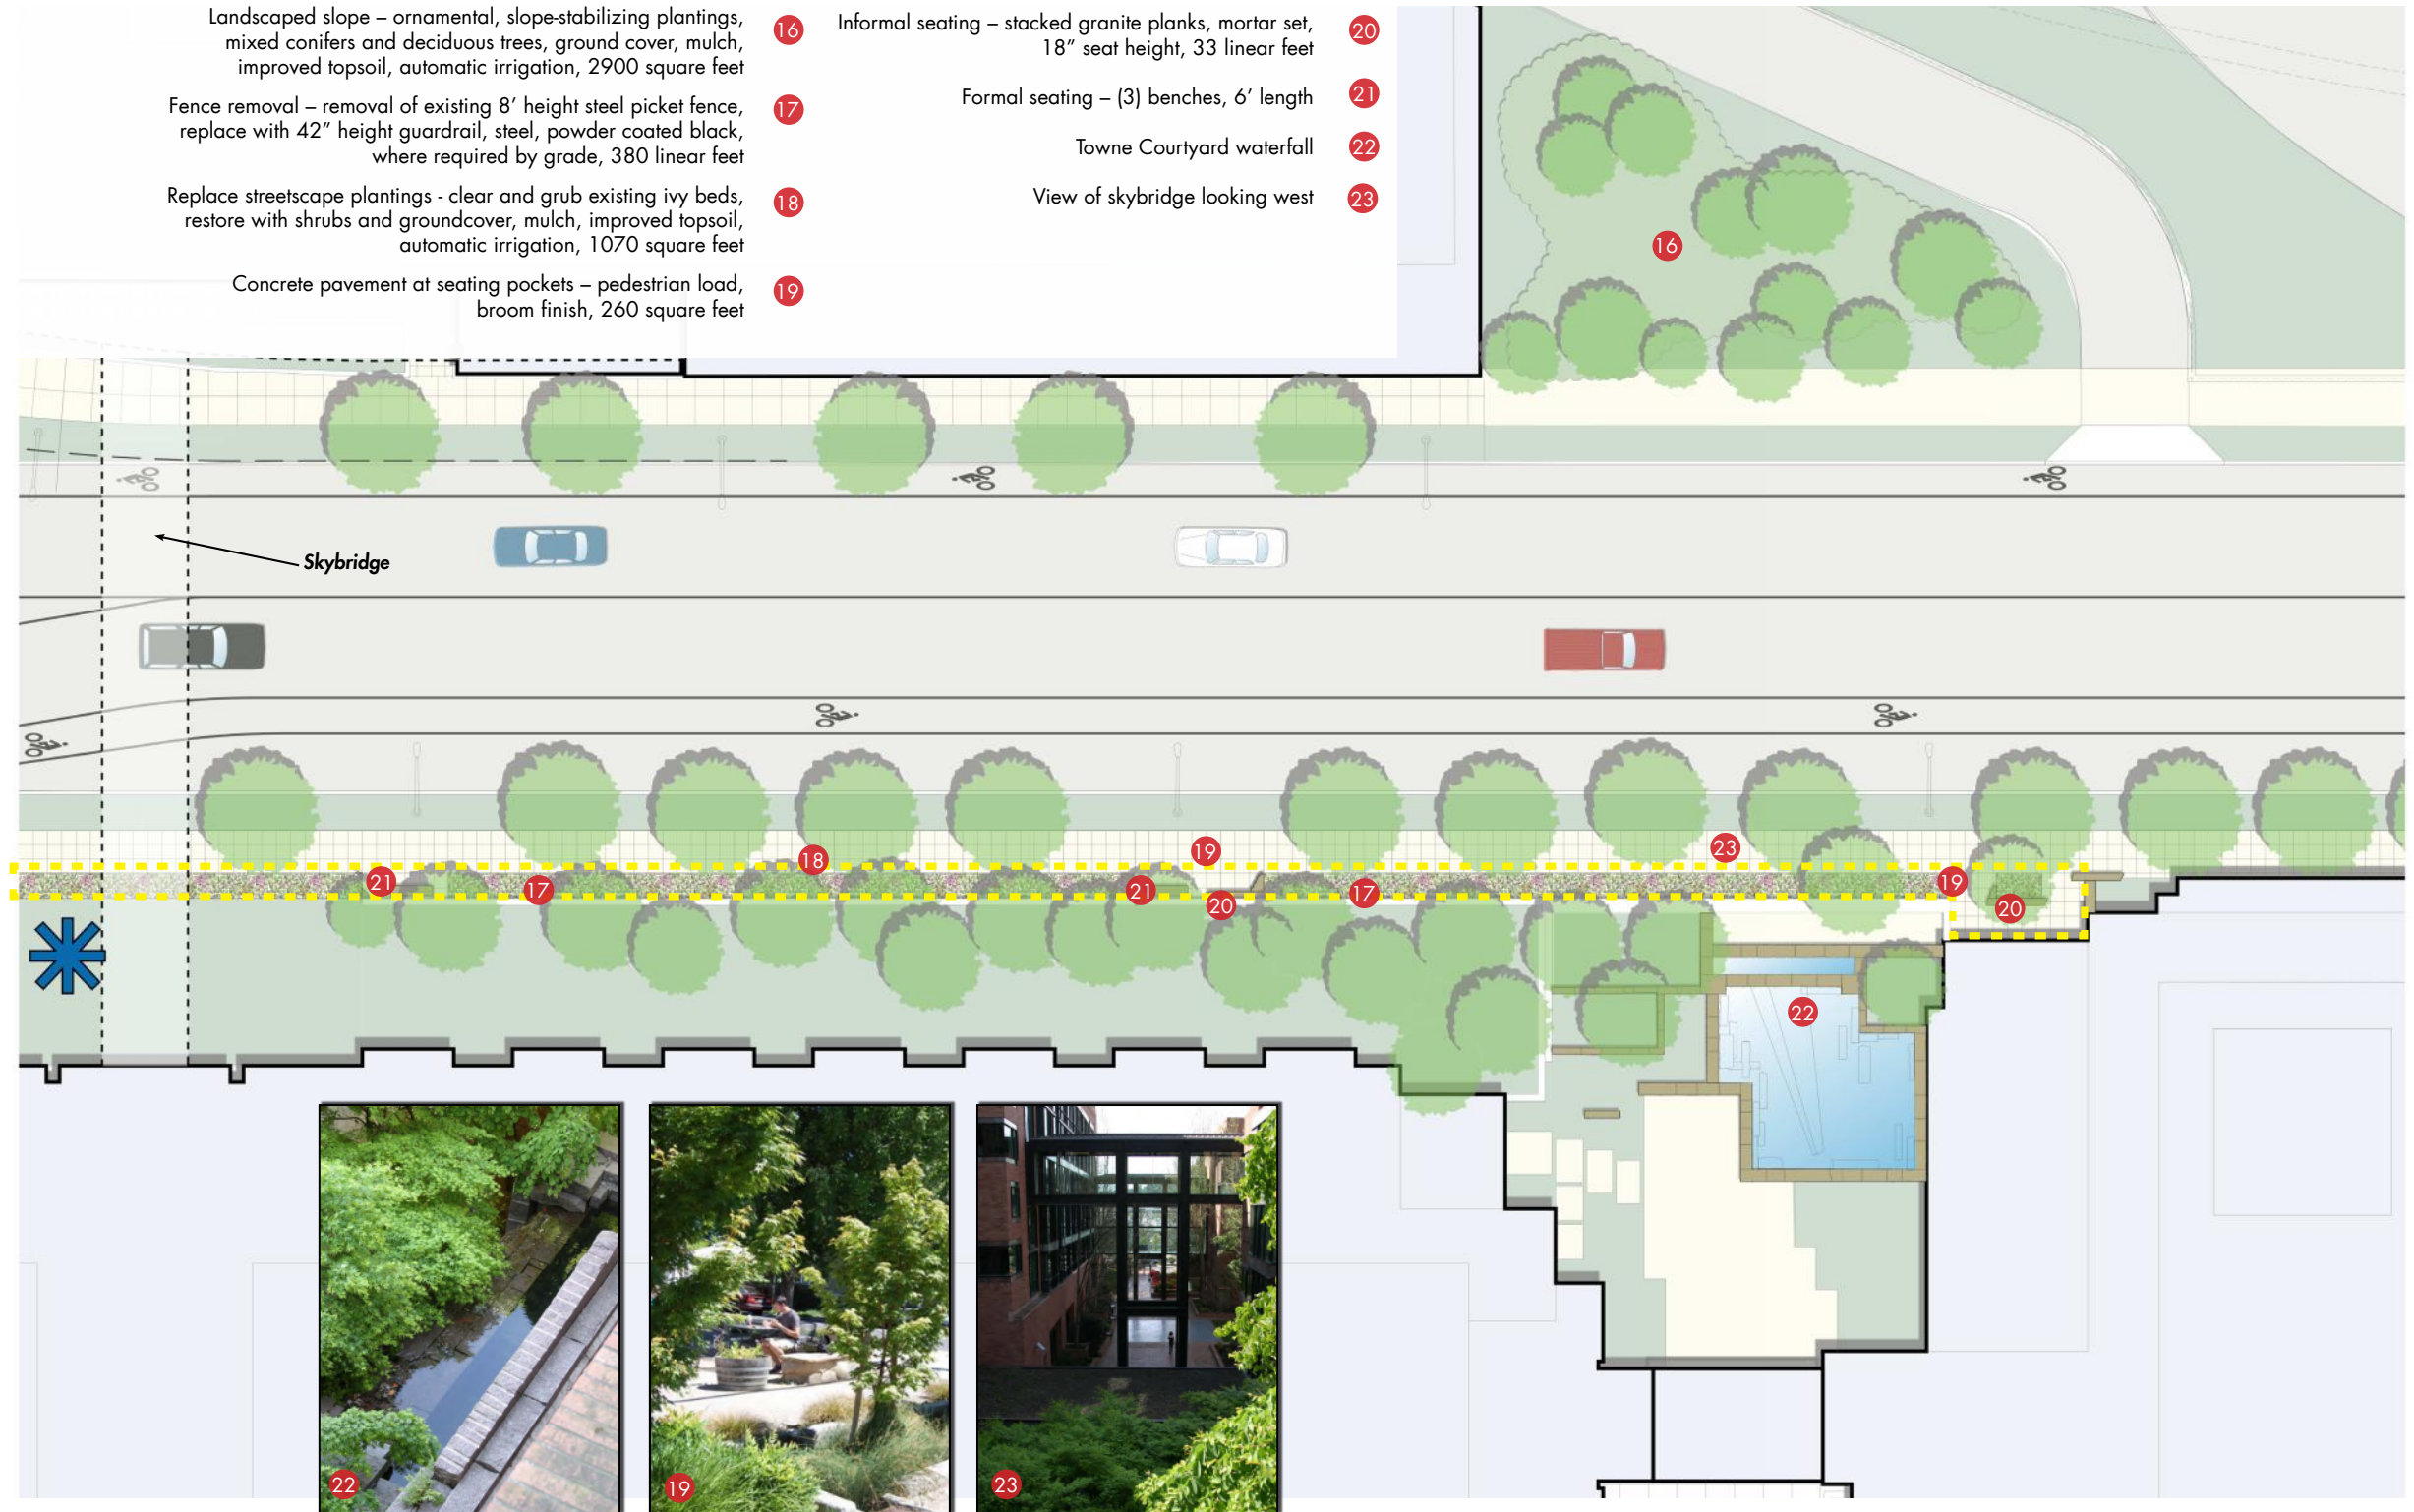 Landscaped slope – ornamental, slope-stabilizing plantings,
mixed conifers and deciduous trees, ground cover, mulch,
improved topsoil, automatic irrigation, 2900 square feet
16
Fence removal – removal of existing 8’ height steel picket fence,
replace with 42” height guardrail, steel, powder coated black,
where required by grade, 380 linear feet
17
Replace streetscape plantings - clear and grub existing ivy beds,
restore with shrubs and groundcover, mulch, improved topsoil,
automatic irrigation, 1070 square feet
18
Concrete pavement at seating pockets – pedestrian load,
broom finish, 260 square feet
19
Informal seating – stacked granite planks, mortar set,
18” seat height, 33 linear feet
20
Formal seating – (3) benches, 6’ length
21
Towne Courtyard waterfall
22
View of skybridge looking west
23
16
Skybridge
18
19
23
21
17
21
20
17
19
20
22
22
19
23